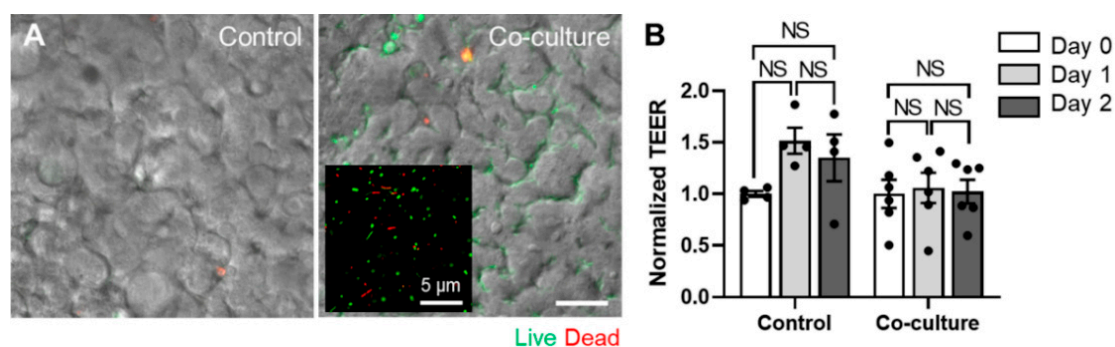 A
Control
Co-culture
5 µm
Live Dead
B
Day 0
Day 1
Day 2
NS
NS
NS NS
NS
NS NS
Normalized TEER
2.0
1.5
1.0
0.5
0.0
Control
Co-culture